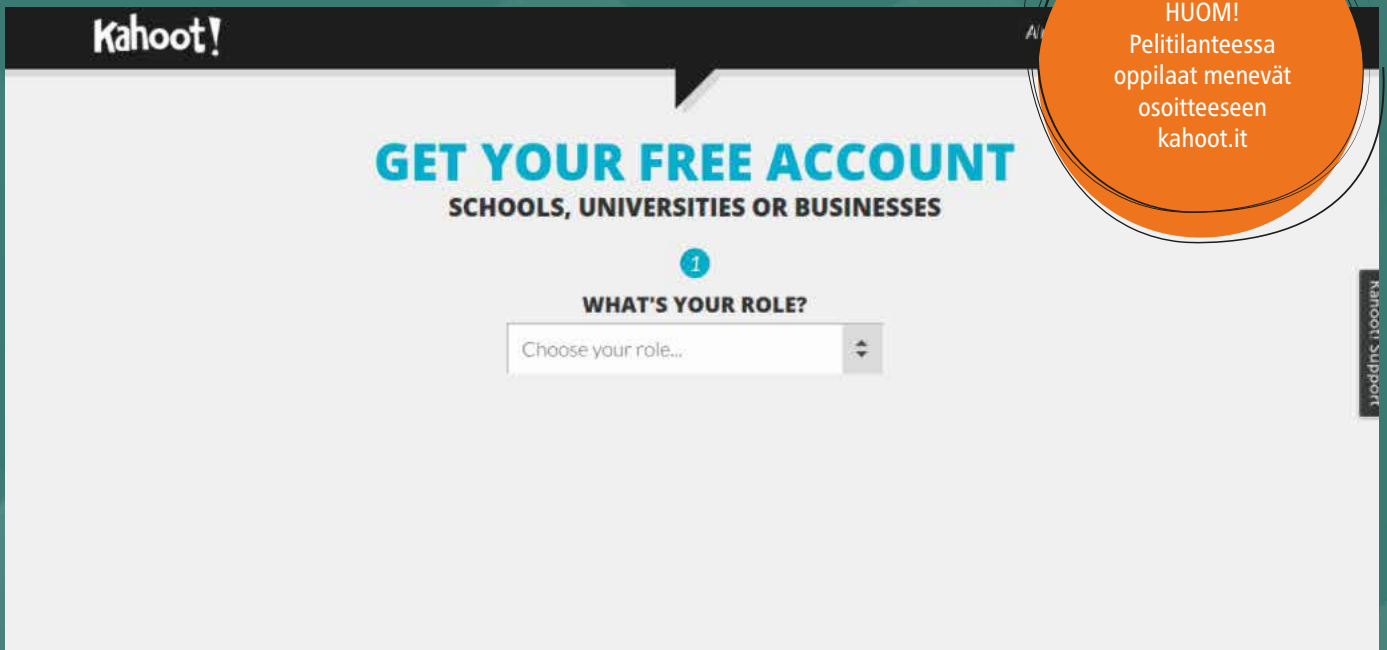 Kahoot!
HUOM!
Pelitilanteessa
oppilaat menevät
osoitteeseen
kahoot.it
GET YOUR FREE ACCOUNT
SCHOOLS, UNIVERSITIES OR BUSINESSES
1
WHAT'S YOUR ROLE?
Choose your role...
Kahoot! Support